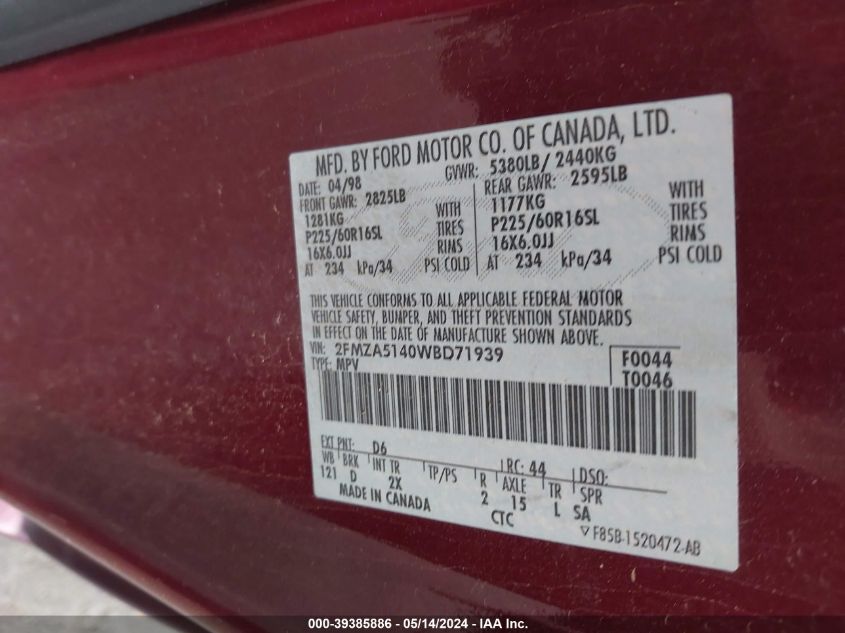 MFD. BY FORD MOTOR CO. OF CANADA, LTD.
DATE: 04/98 GVWR: 5380LB/ 2440KG
FRONT GAWR: 2825LB REAR GAWR: 2595LB
1281KG WITH 1177KG WITH
P225/60R16SL TIRES P225/60R16SL TIRES
16X6.0JJ RIMS 16X6.0JJ RIMS
AT 234 kPa/34 PSI COLD AT 234 kPa/34 PSI COLD
THIS VEHICLE CONFORMS TO ALL APPLICABLE FEDERAL MOTOR
VEHICLE SAFETY, BUMPER, AND THEFT PREVENTION STANDARDS
IN EFFECT ON THE DATE OF MANUFACTURE SHOWN ABOVE.
VIN: 2FMZA5140WBD71939 F0044
TYPE: MPV T0046
EXT PNT: D6 RC: 44 DSO:
WB BRK INT TR TP/PS R AXLE TR SPR
121 D 2X 2 15 L SA
MADE IN CANADA CTC
▽F85B-1520472-AB
000-39385886 - 05/14/2024 - IAA Inc.